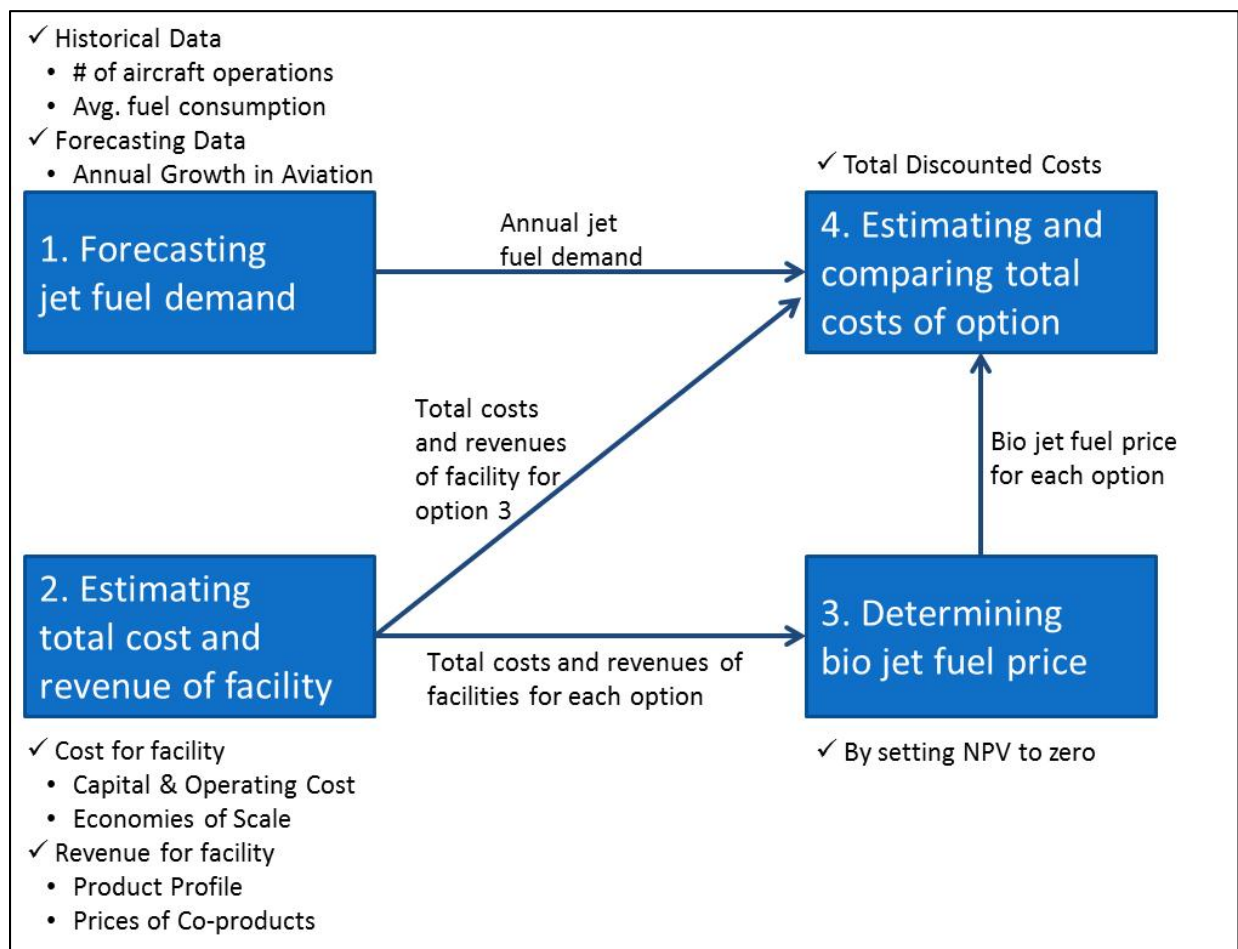 ✓ Historical Data
• # of aircraft operations
• Avg. fuel consumption
✓ Forecasting Data
• Annual Growth in Aviation
1. Forecasting
jet fuel demand
Annual jet
fuel demand
✓ Total Discounted Costs
4. Estimating and
comparing total
costs of option
Total costs
and revenues
of facility for
option 3
Bio jet fuel price
for each option
2. Estimating
total cost and
revenue of facility
Total costs and revenues of
facilities for each option
3. Determining
bio jet fuel price
✓ Cost for facility
• Capital & Operating Cost
• Economies of Scale
✓ Revenue for facility
• Product Profile
• Prices of Co-products
✓ By setting NPV to zero